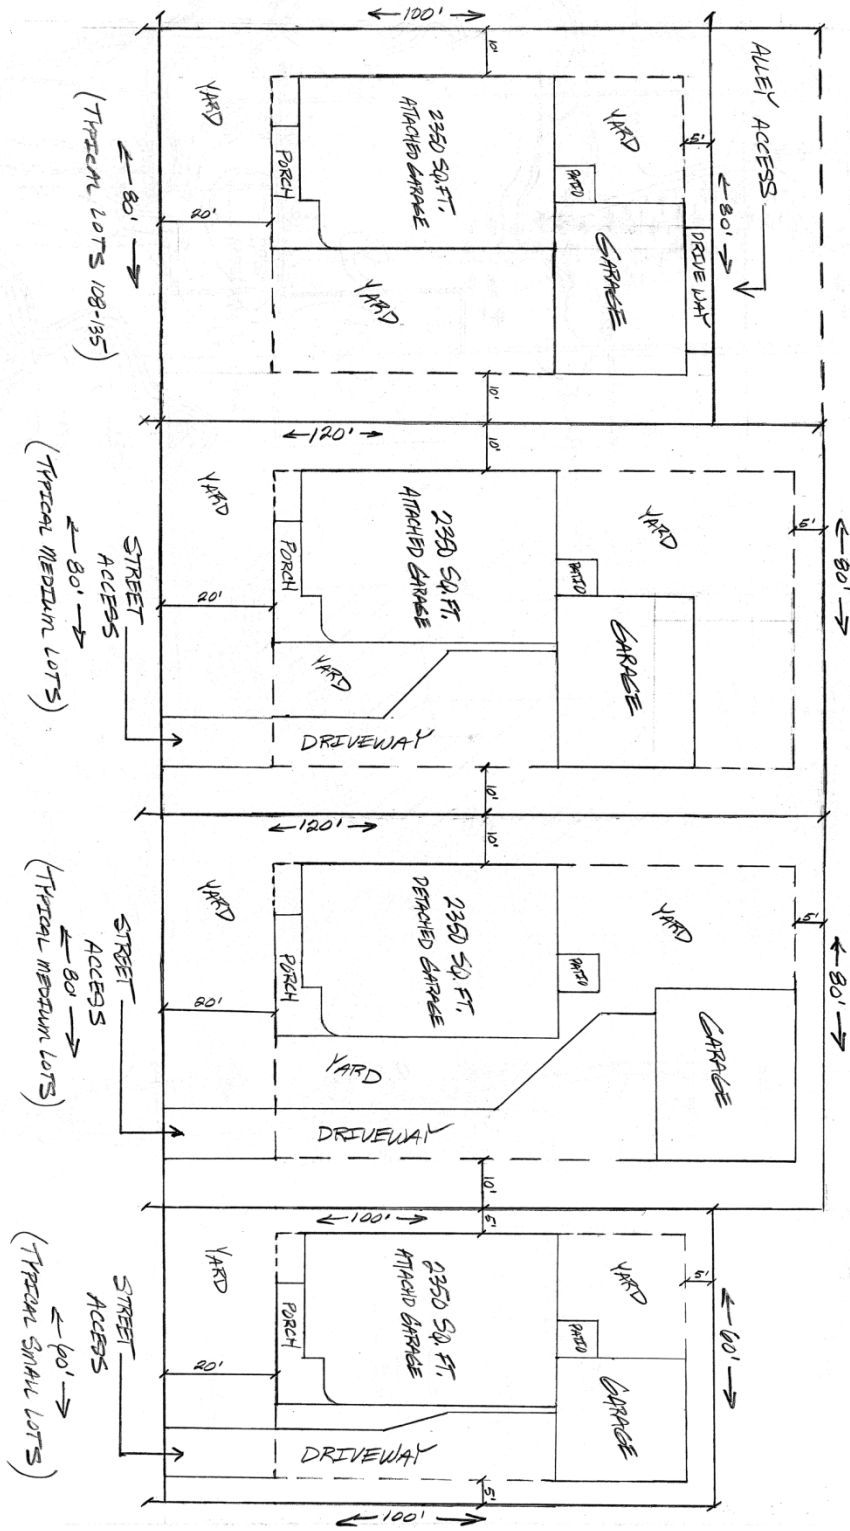 ←100'→
10'
ALLEY ACCESS
YARD
2350 SQ.FT.
ATTACHED GARAGE
YARD
5'
PORCH
PATIO
←80'→
←80'→
20'
GARAGE
DRIVEWAY
YARD
(TYPICAL LOTS 108-135)
10'
←120'→
10'
YARD
2350 SQ.FT.
ATTACHED GARAGE
YARD
5'
←80'→
PORCH
PATIO
STREET
ACCESS
←80'→
(TYPICAL MEDIUM LOTS)
20'
GARAGE
YARD
DRIVEWAY
10'
←120'→
10'
YARD
2350 SQ.FT.
DETACHED GARAGE
YARD
5'
←80'→
PORCH
PATIO
STREET
ACCESS
←80'→
(TYPICAL MEDIUM LOTS)
20'
GARAGE
YARD
DRIVEWAY
10'
5'
←100'→
YARD
2350 SQ.FT.
ATTACHD GARAGE
YARD
5'
←60'→
PORCH
PATIO
STREET
ACCESS
←60'→
(TYPICAL SMALL LOTS)
20'
GARAGE
DRIVEWAY
5'
←100'→